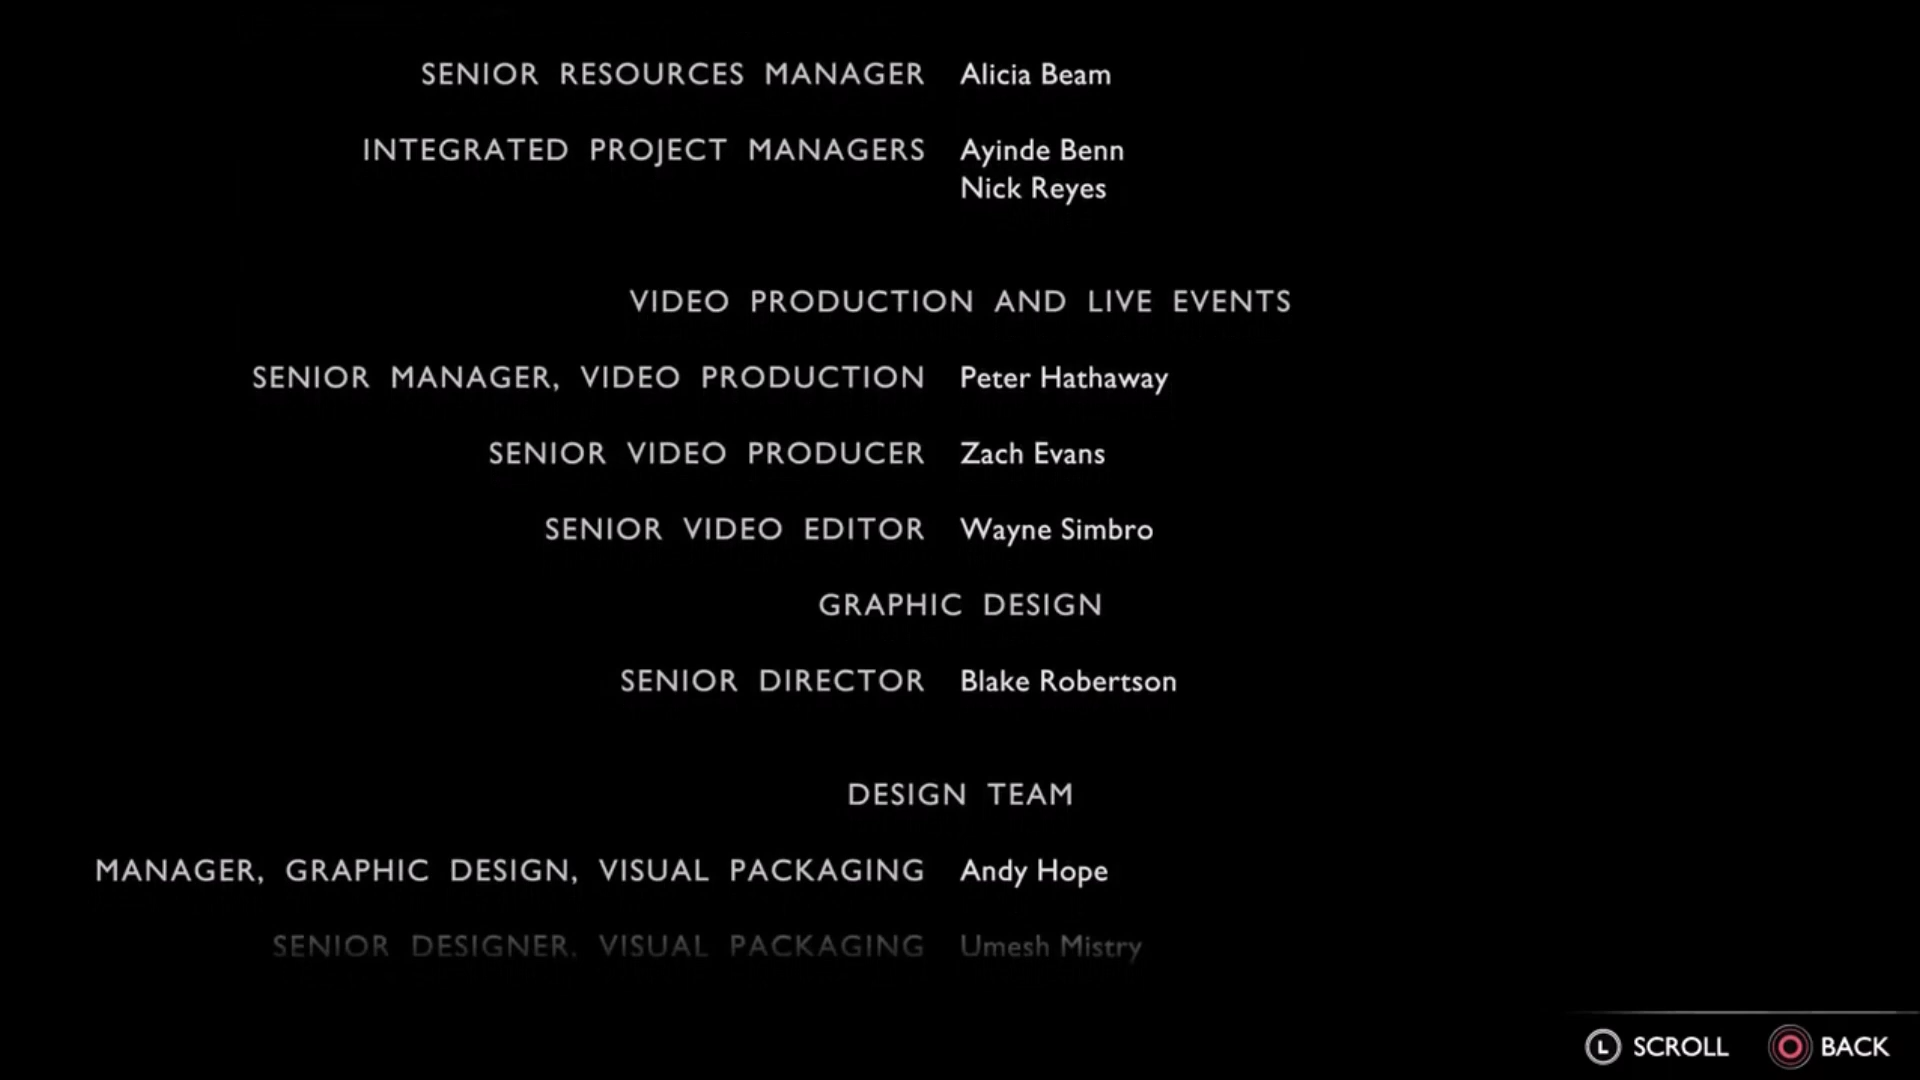 SENIOR RESOURCES MANAGER Alicia Beam
INTEGRATED PROJECT MANAGERS Ayinde Benn
Nick Reyes
VIDEO PRODUCTION AND LIVE EVENTS
SENIOR MANAGER, VIDEO PRODUCTION Peter Hathaway
SENIOR VIDEO PRODUCER Zach Evans
SENIOR VIDEO EDITOR Wayne Simbro
GRAPHIC DESIGN
SENIOR DIRECTOR Blake Robertson
DESIGN TEAM
MANAGER, GRAPHIC DESIGN, VISUAL PACKAGING Andy Hope
SENIOR DESIGNER, VISUAL PACKAGING Umesh Mistry
L SCROLL BACK